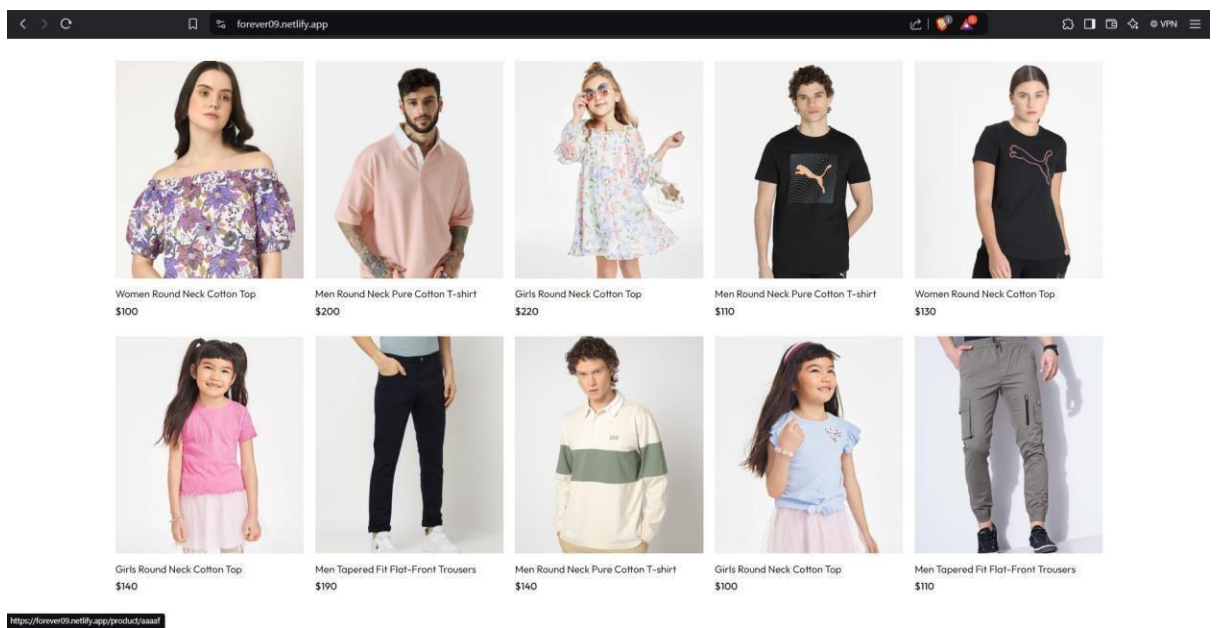 forever09.netlify.app
VPN
Women Round Neck Cotton Top
$100
Men Round Neck Pure Cotton T-shirt
$200
Girls Round Neck Cotton Top
$220
Men Round Neck Pure Cotton T-shirt
$110
Women Round Neck Cotton Top
$130
Girls Round Neck Cotton Top
$140
Men Tapered Fit Flat-Front Trousers
$190
Men Round Neck Pure Cotton T-shirt
$140
Girls Round Neck Cotton Top
$100
Men Tapered Fit Flat-Front Trousers
$110
https://forever09.netlify.app/product/aaaaf